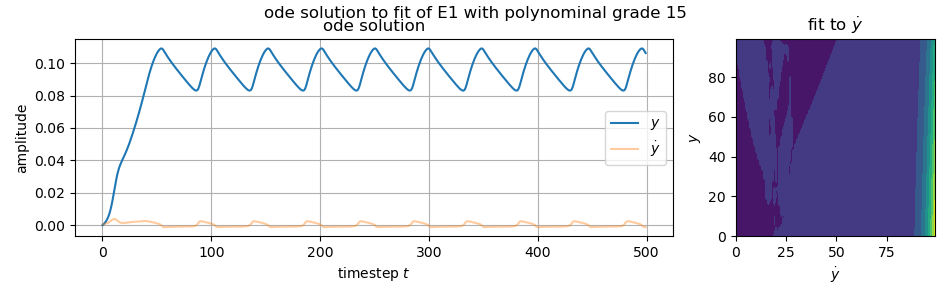 ode solution to fit of E1 with polynominal grade 15
ode solution
amplitude
0.10
0.08
0.06
0.04
0.02
0.00
0
100
200
300
400
500
timestep t
y
ẏ
fit to ẏ
y
80
60
40
20
0
0
25
50
75
ẏ